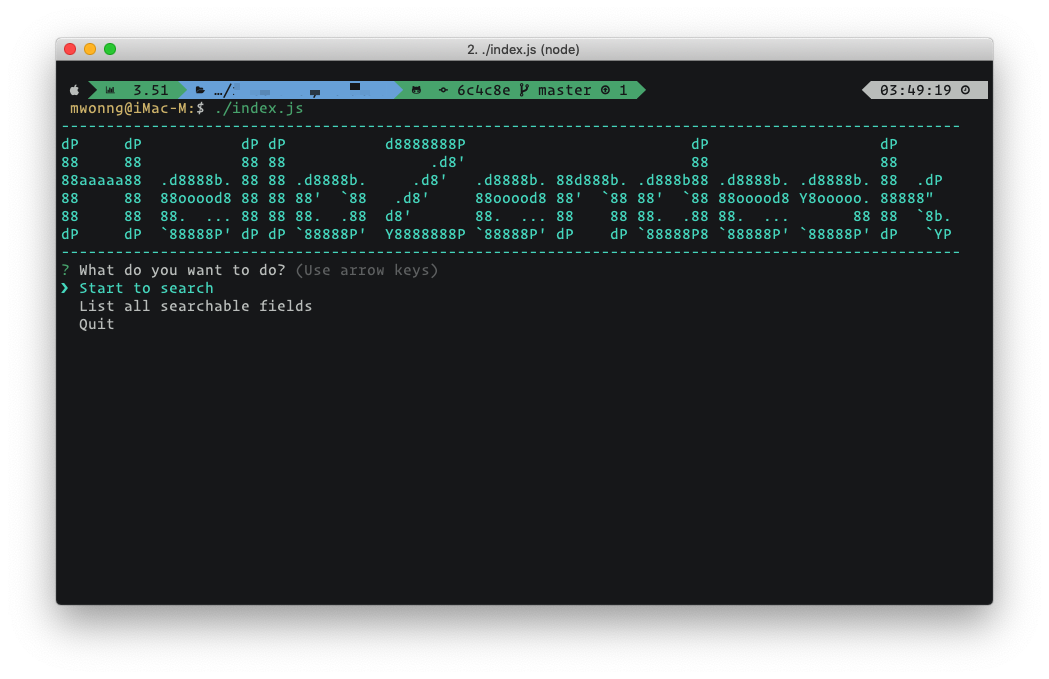 2. ./index.js (node)
3.51 …/ 6c4c8e master 1 03:49:19
mwonng@iMac-M:$ ./index.js
----------------------------------------------------------------------------------------------------
dP     dP           dP dP           d8888888P                         dP                   dP
88     88           88 88                .d8'                         88                   88
88aaaaa88  .d8888b. 88 88 .d8888b.     .d8'   .d8888b. 88d888b. .d888b88 .d8888b. .d8888b. 88  .dP
88     88  88ooood8 88 88 88'  `88   .d8'     88ooood8 88'  `88 88'  `88 88ooood8 Y8ooooo. 88888"
88     88  88.  ... 88 88 88.  .88  d8'       88.  ... 88    88 88.  .88 88.  ...       88 88  `8b.
dP     dP  `88888P' dP dP `88888P'  Y8888888P `88888P' dP    dP `88888P8 `88888P' `88888P' dP   `YP
----------------------------------------------------------------------------------------------------
? What do you want to do? (Use arrow keys)
❯ Start to search
List all searchable fields
Quit